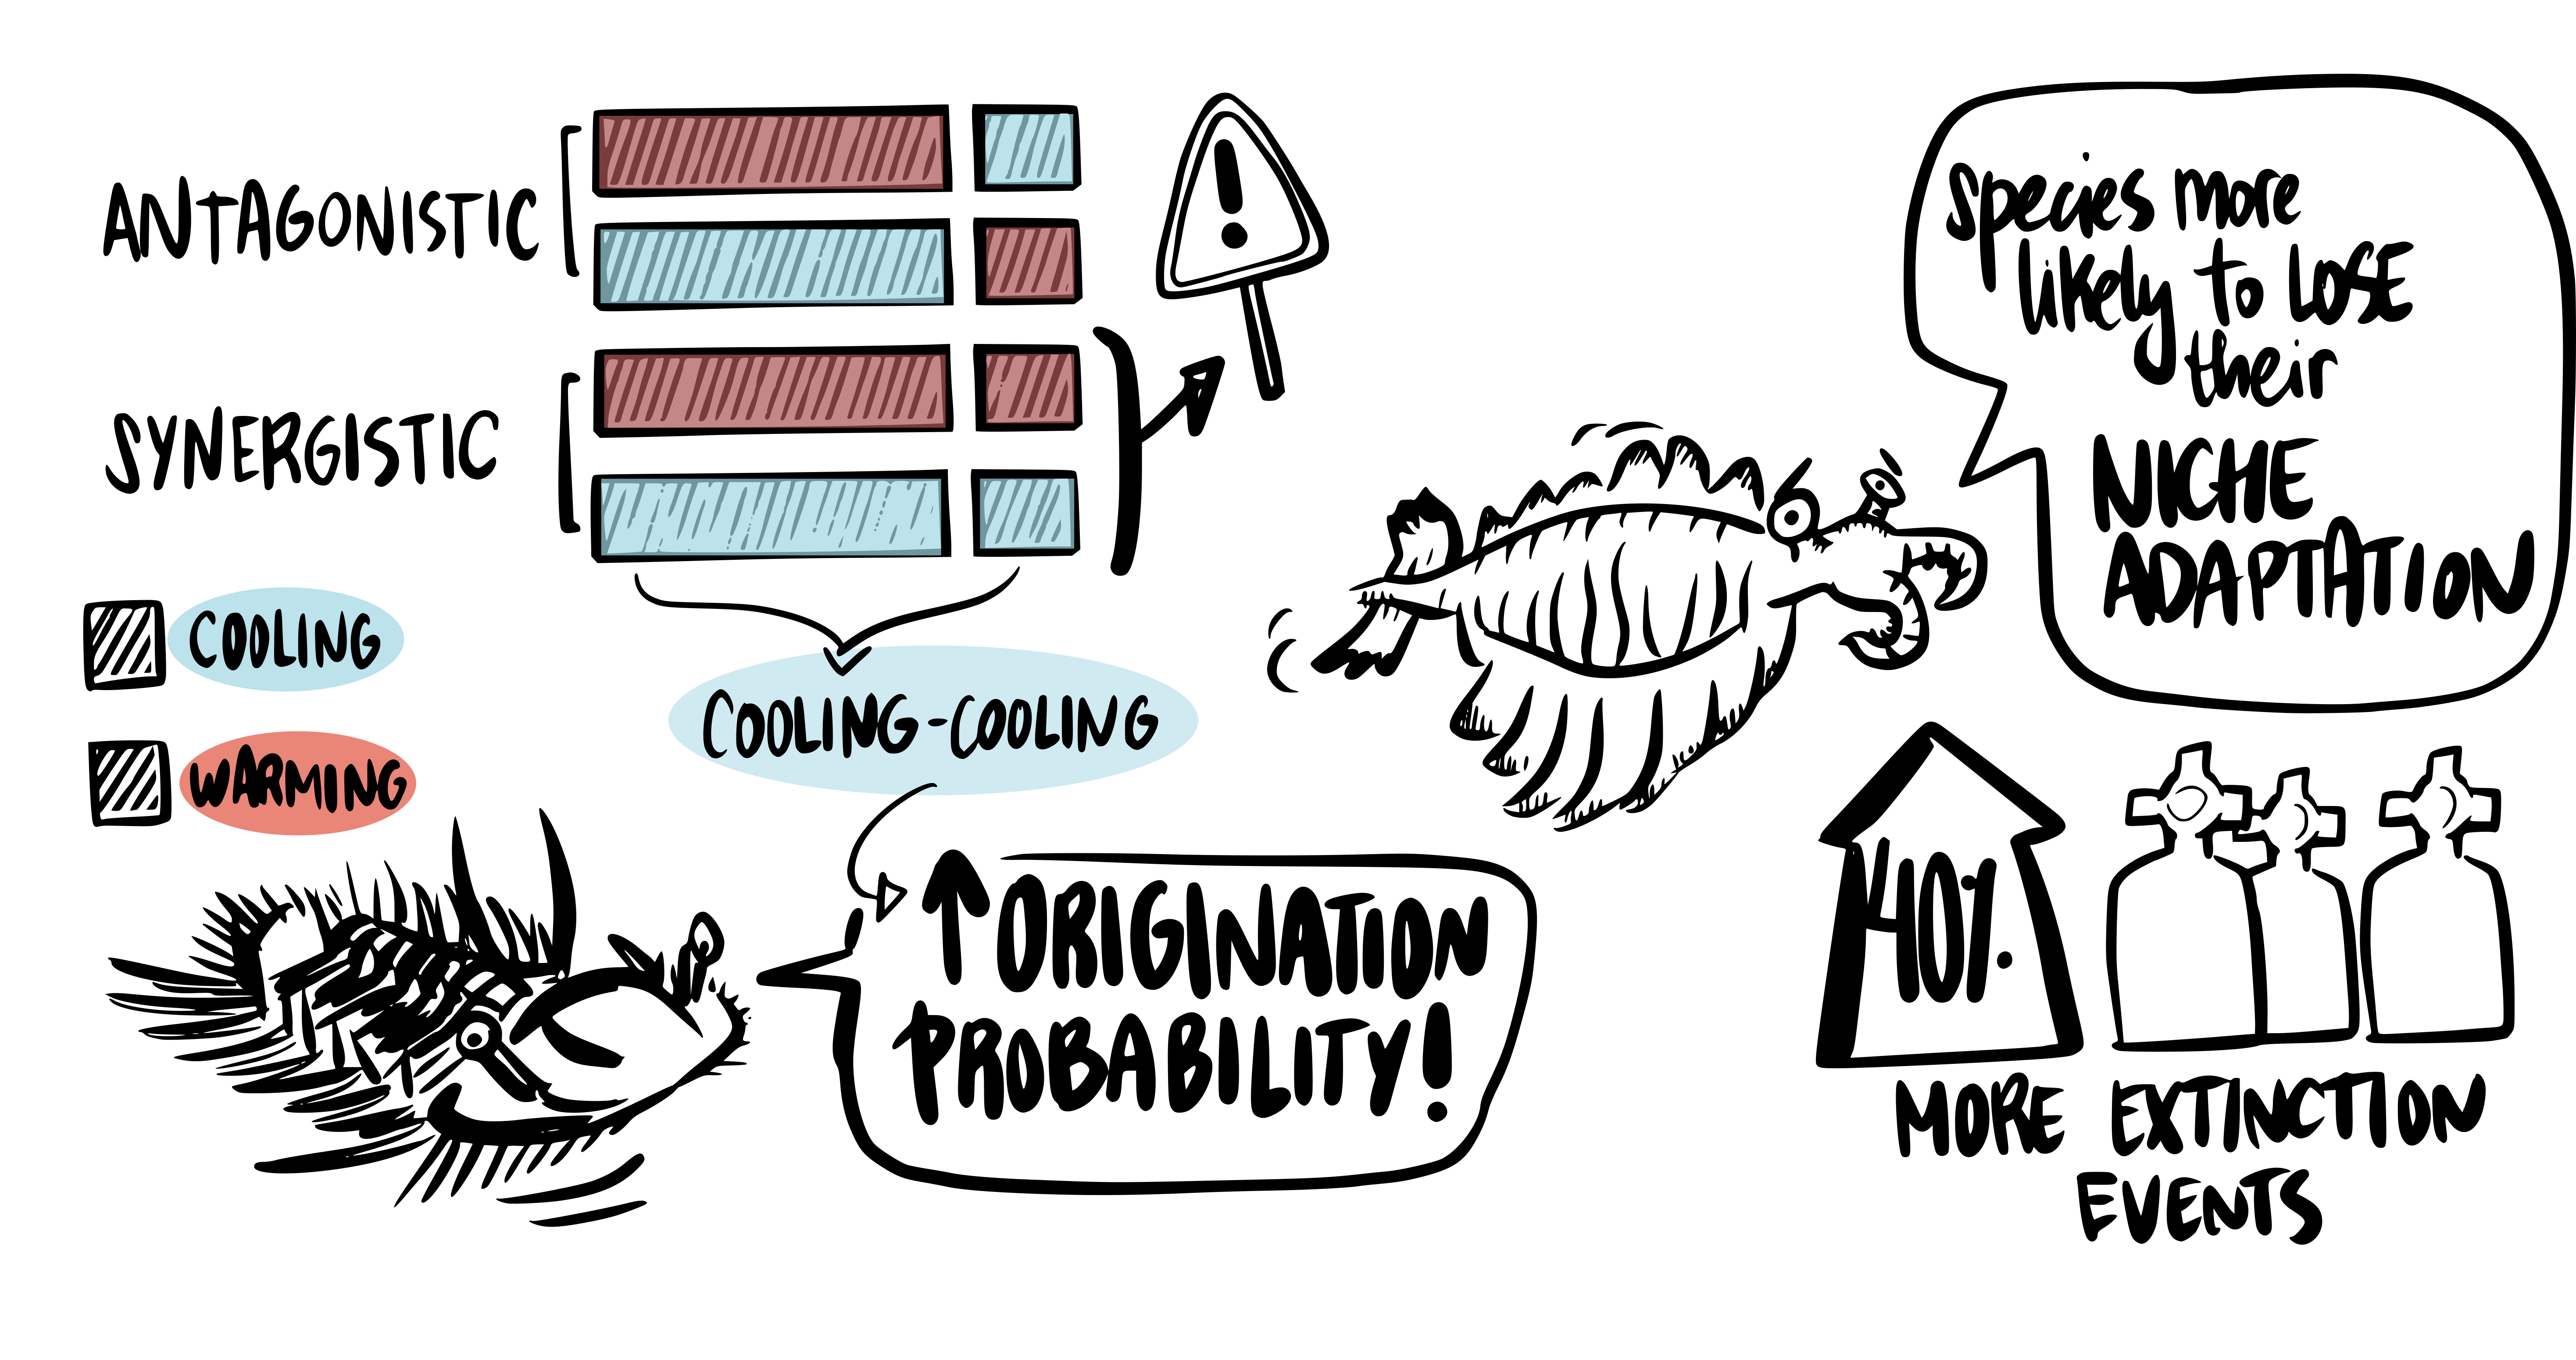 ANTAGONISTIC
SYNERGISTIC
COOLING
WARMING
COOLING-COOLING
↑ ORIGINATION
PROBABILITY!
species more
likely to LOSE
their
NICHE
ADAPTATION
40%
MORE EXTINCTION
EVENTS